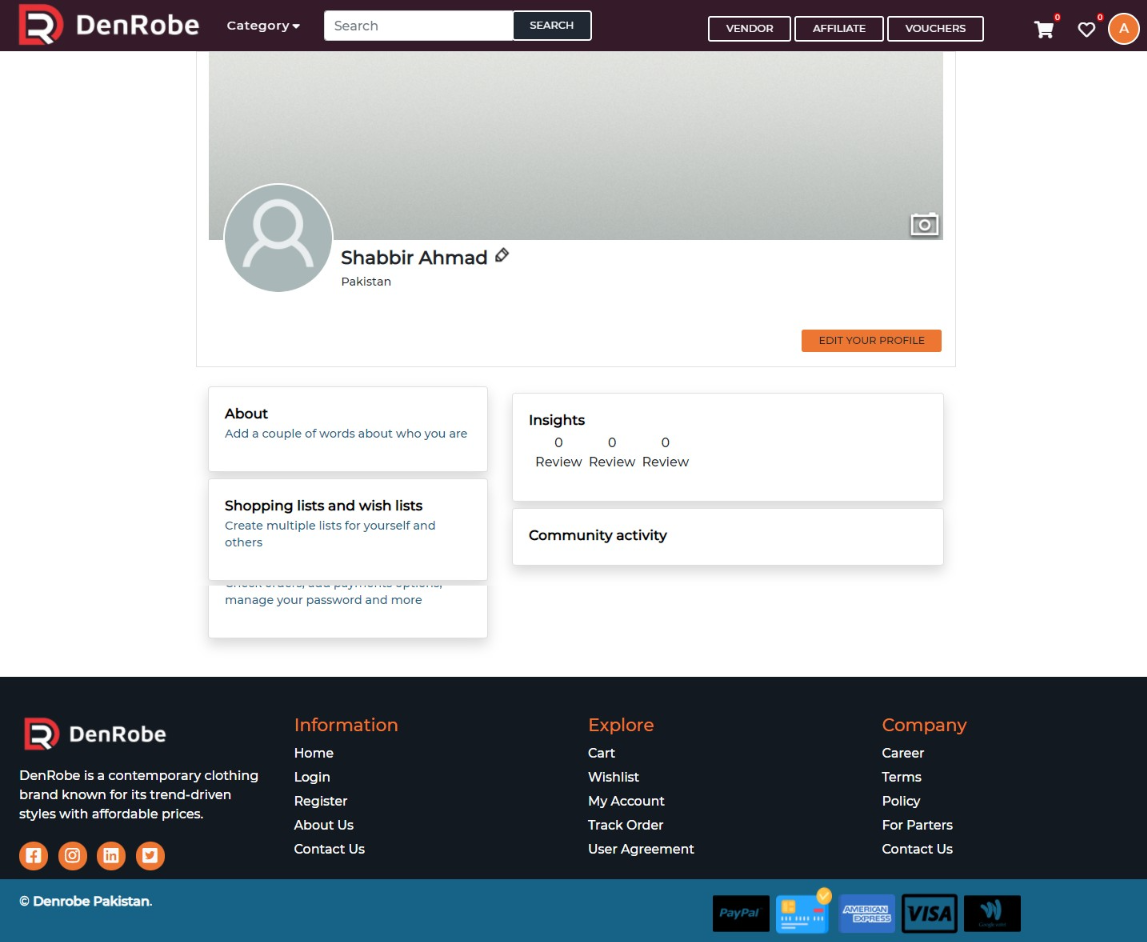 DenRobe
Category
Search
SEARCH
VENDOR
AFFILIATE
VOUCHERS
0
0
A
Shabbir Ahmad
Pakistan
EDIT YOUR PROFILE
About
Add a couple of words about who you are
Shopping lists and wish lists
Create multiple lists for yourself and
others
Check orders, add payments options,
manage your password and more
Insights
0 0 0
Review Review Review
Community activity
DenRobe
DenRobe is a contemporary clothing
brand known for its trend-driven
styles with affordable prices.
Information
Home
Login
Register
About Us
Contact Us
Explore
Cart
Wishlist
My Account
Track Order
User Agreement
Company
Career
Terms
Policy
For Parters
Contact Us
© Denrobe Pakistan.
PayPal
AMERICAN
EXPRESS
VISA